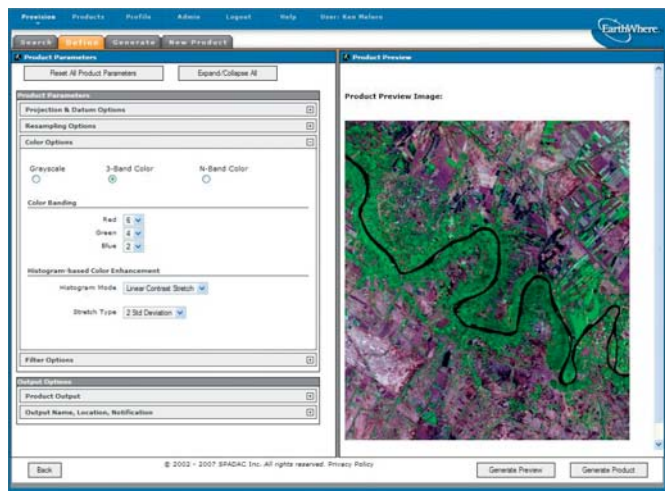 Provision Products Profile Admin Logout Help User: Ken Melero
EarthWhere
Search Define Generate New Product
Product Parameters
Reset All Product Parameters Expand/Collapse All
Product Parameters
Projection & Datum Options
Resampling Options
Color Options
Grayscale 3-Band Color N-Band Color
Color Banding
Red 6
Green 4
Blue 2
Histogram-based Color Enhancement
Histogram Mode Linear Contrast Stretch
Stretch Type 2 Std Deviation
Filter Options
Output Options
Product Output
Output Name, Location, Notification
Product Preview
Product Preview Image:
Back © 2002 - 2007 SPADAC Inc. All rights reserved. Privacy Policy Generate Preview Generate Product